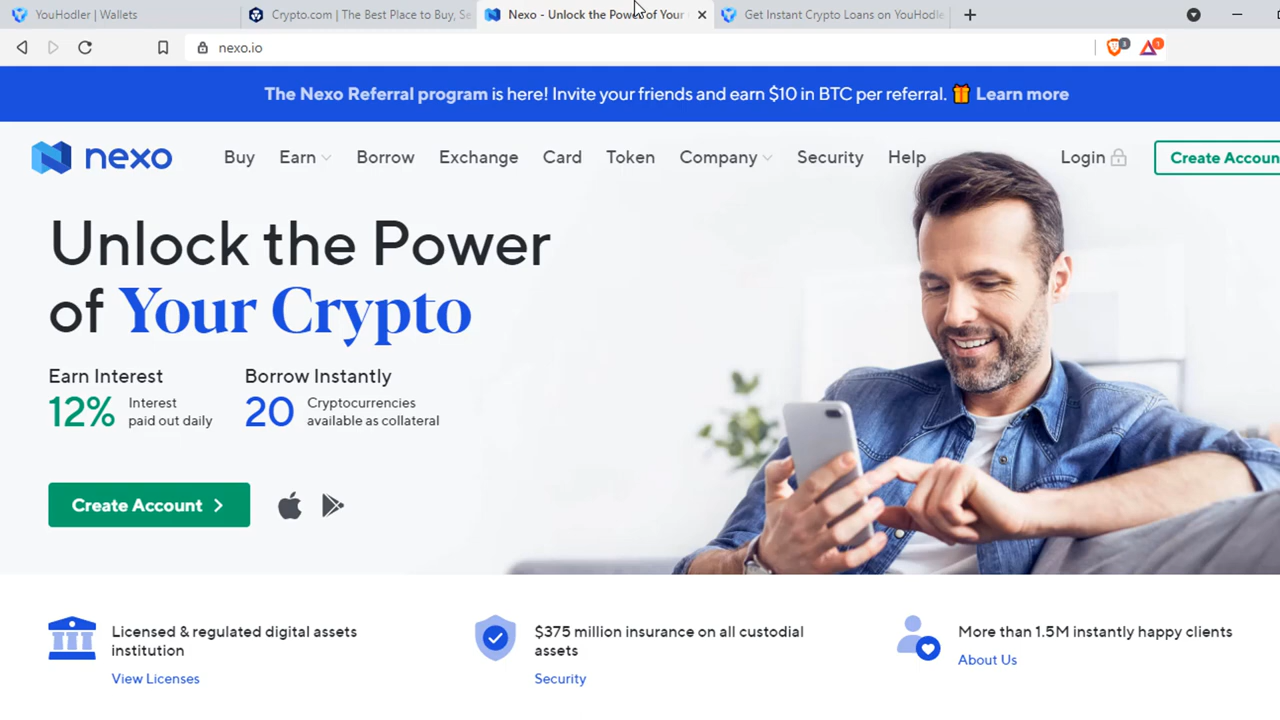 YouHodler | Wallets
Crypto.com | The Best Place to Buy, Se
Nexo - Unlock the Power of Your
Get Instant Crypto Loans on YouHodle
nexo.io
1
1
The Nexo Referral program is here! Invite your friends and earn $10 in BTC per referral. Learn more
nexo
Buy
Earn
Borrow
Exchange
Card
Token
Company
Security
Help
Login
Create Accoun
Unlock the Power
of Your Crypto
Earn Interest
12% Interest
paid out daily
Borrow Instantly
20 Cryptocurrencies
available as collateral
Create Account
Licensed & regulated digital assets
institution
View Licenses
$375 million insurance on all custodial
assets
Security
More than 1.5M instantly happy clients
About Us